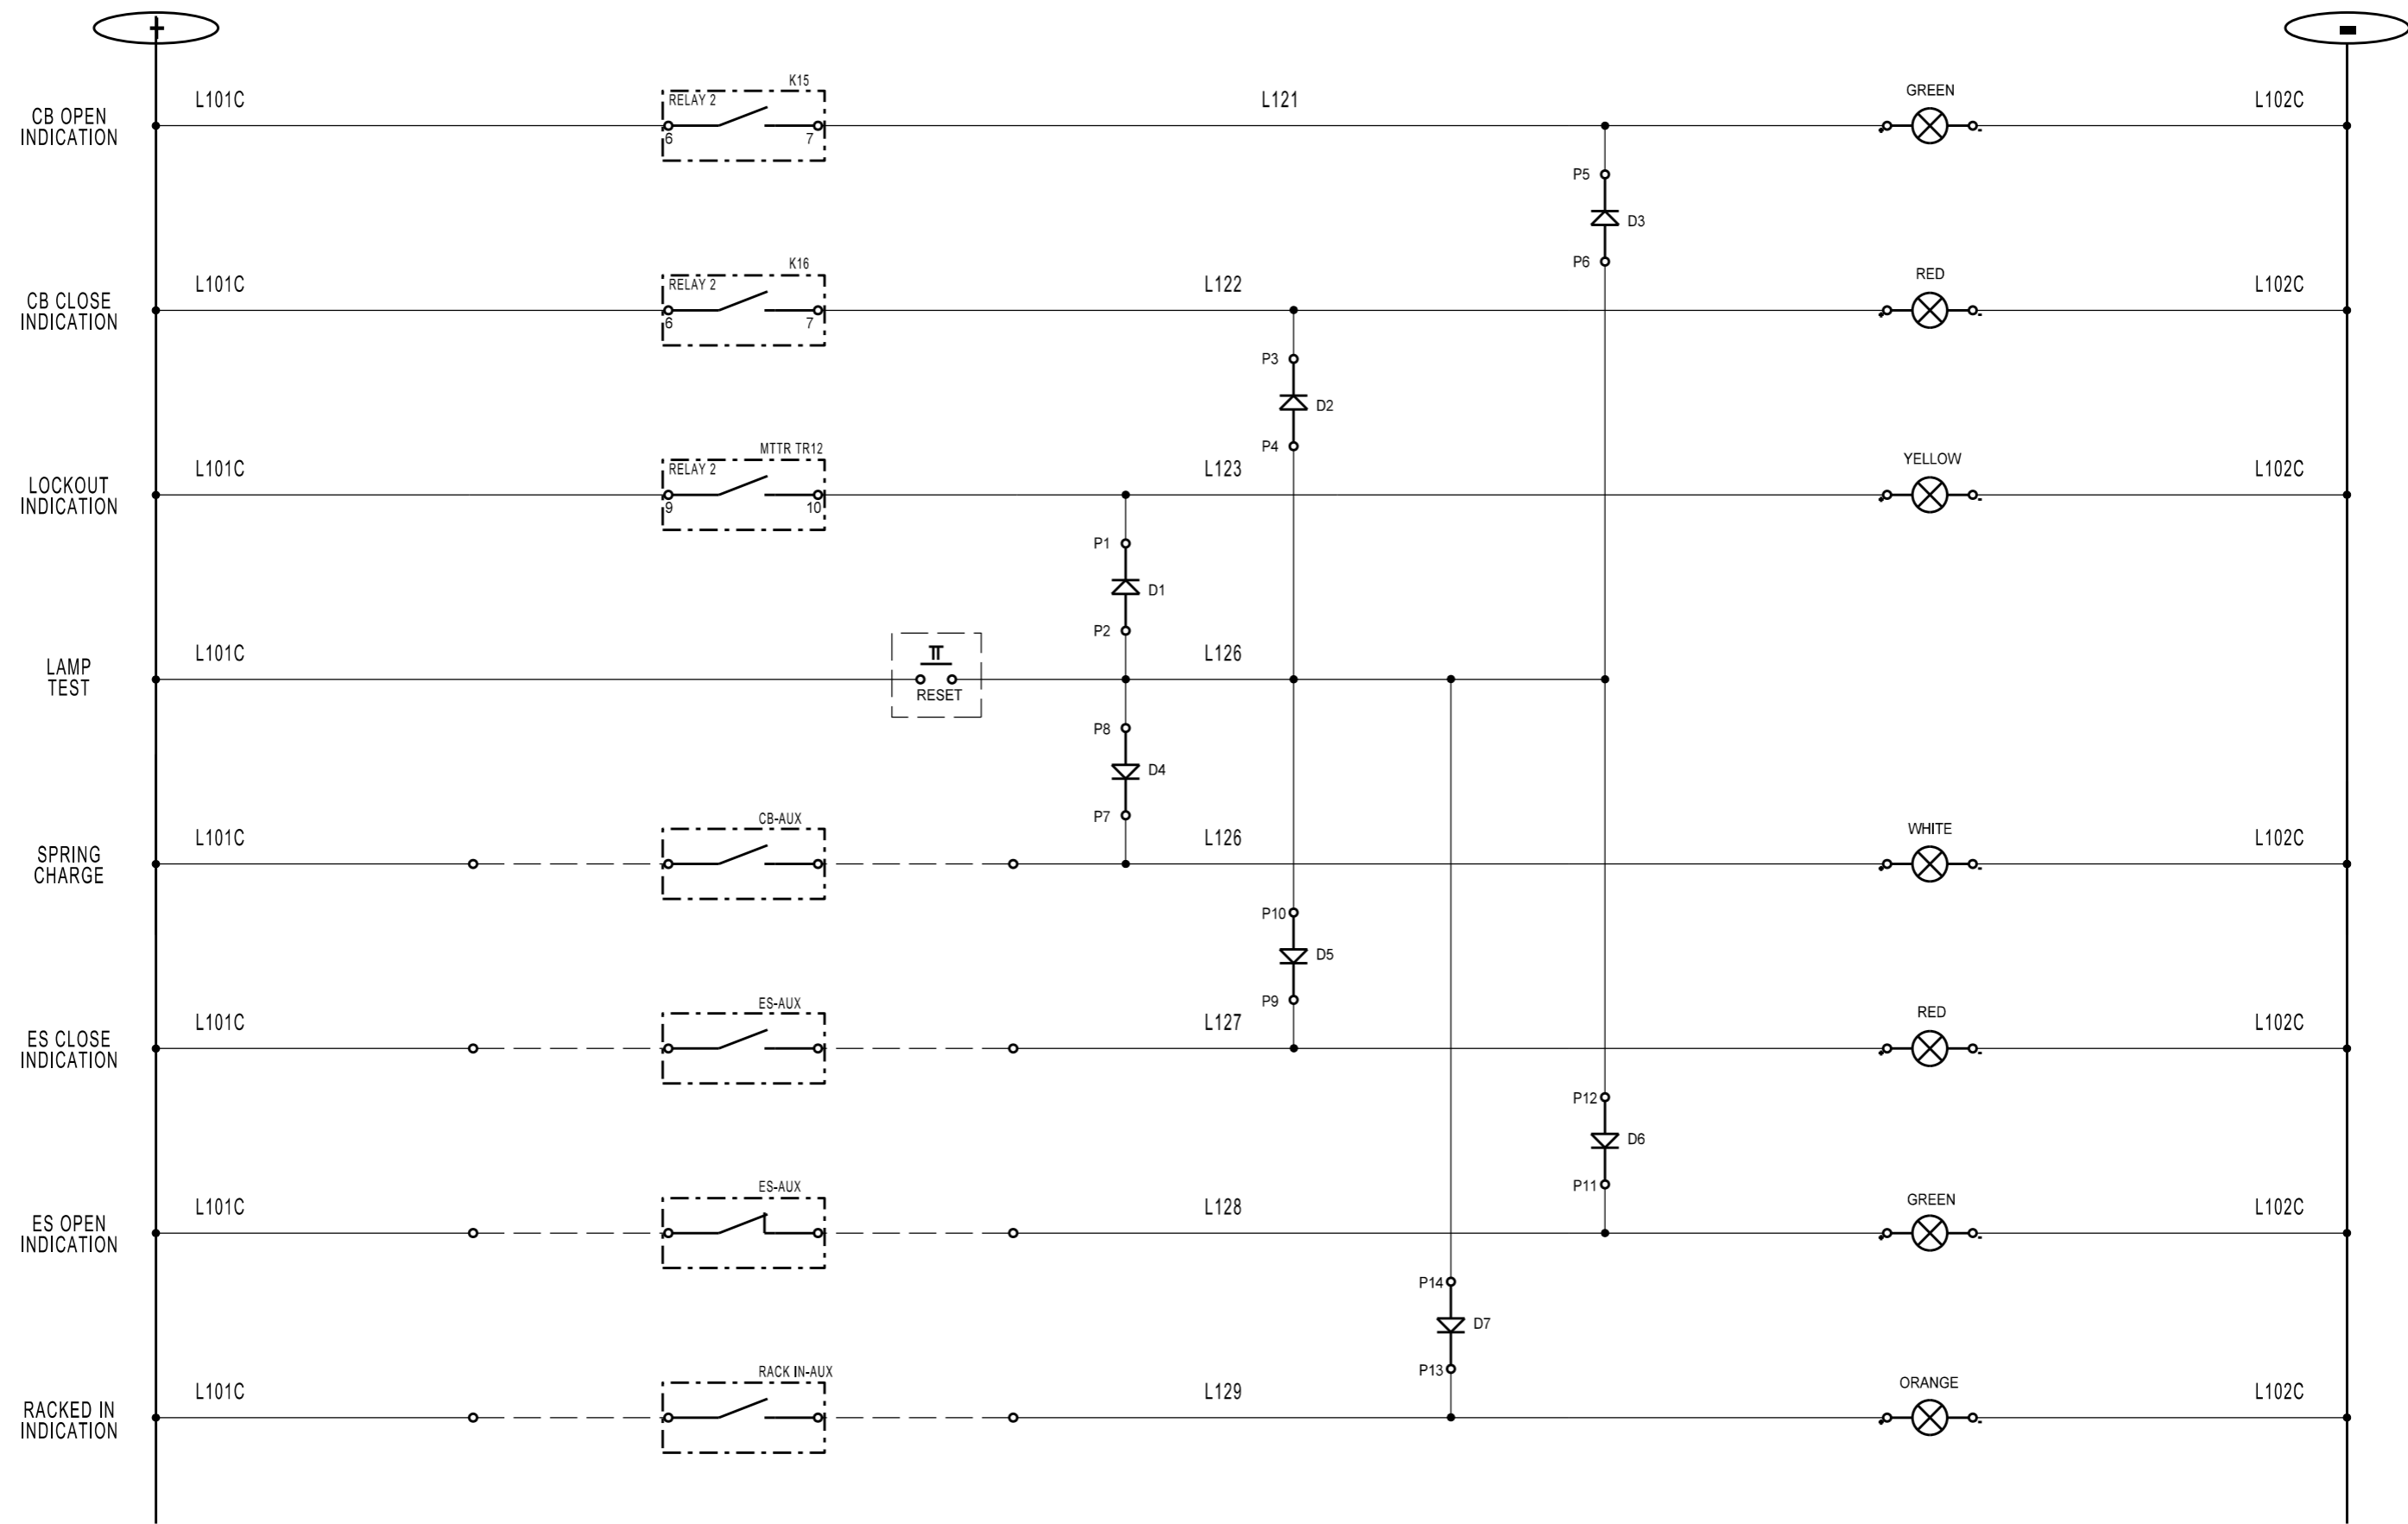 +
-
CB OPEN
INDICATION
L101C
K15
RELAY 2
6
7
L121
GREEN
L102C
P5
D3
P6
CB CLOSE
INDICATION
L101C
K16
RELAY 2
6
7
L122
RED
L102C
P3
D2
P4
LOCKOUT
INDICATION
L101C
MTTR TR12
RELAY 2
9
10
L123
YELLOW
L102C
P1
D1
P2
LAMP
TEST
L101C
RESET
L126
P8
D4
P7
SPRING
CHARGE
L101C
CB-AUX
L126
WHITE
L102C
P10
D5
P9
ES CLOSE
INDICATION
L101C
ES-AUX
L127
RED
L102C
P12
D6
P11
ES OPEN
INDICATION
L101C
ES-AUX
L128
GREEN
L102C
P14
D7
P13
RACKED IN
INDICATION
L101C
RACK IN-AUX
L129
ORANGE
L102C